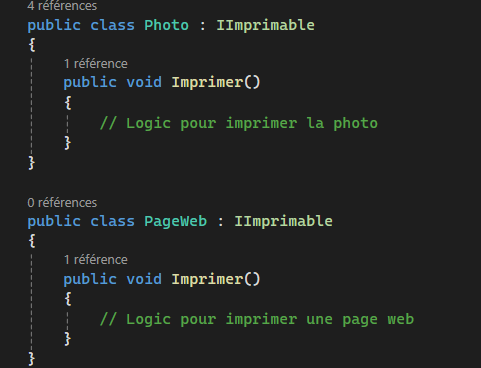 4 références
public class Photo : IImprimable
{
1 référence
public void Imprimer()
{
// Logic pour imprimer la photo
}
}
0 références
public class PageWeb : IImprimable
{
1 référence
public void Imprimer()
{
// Logic pour imprimer une page web
}
}